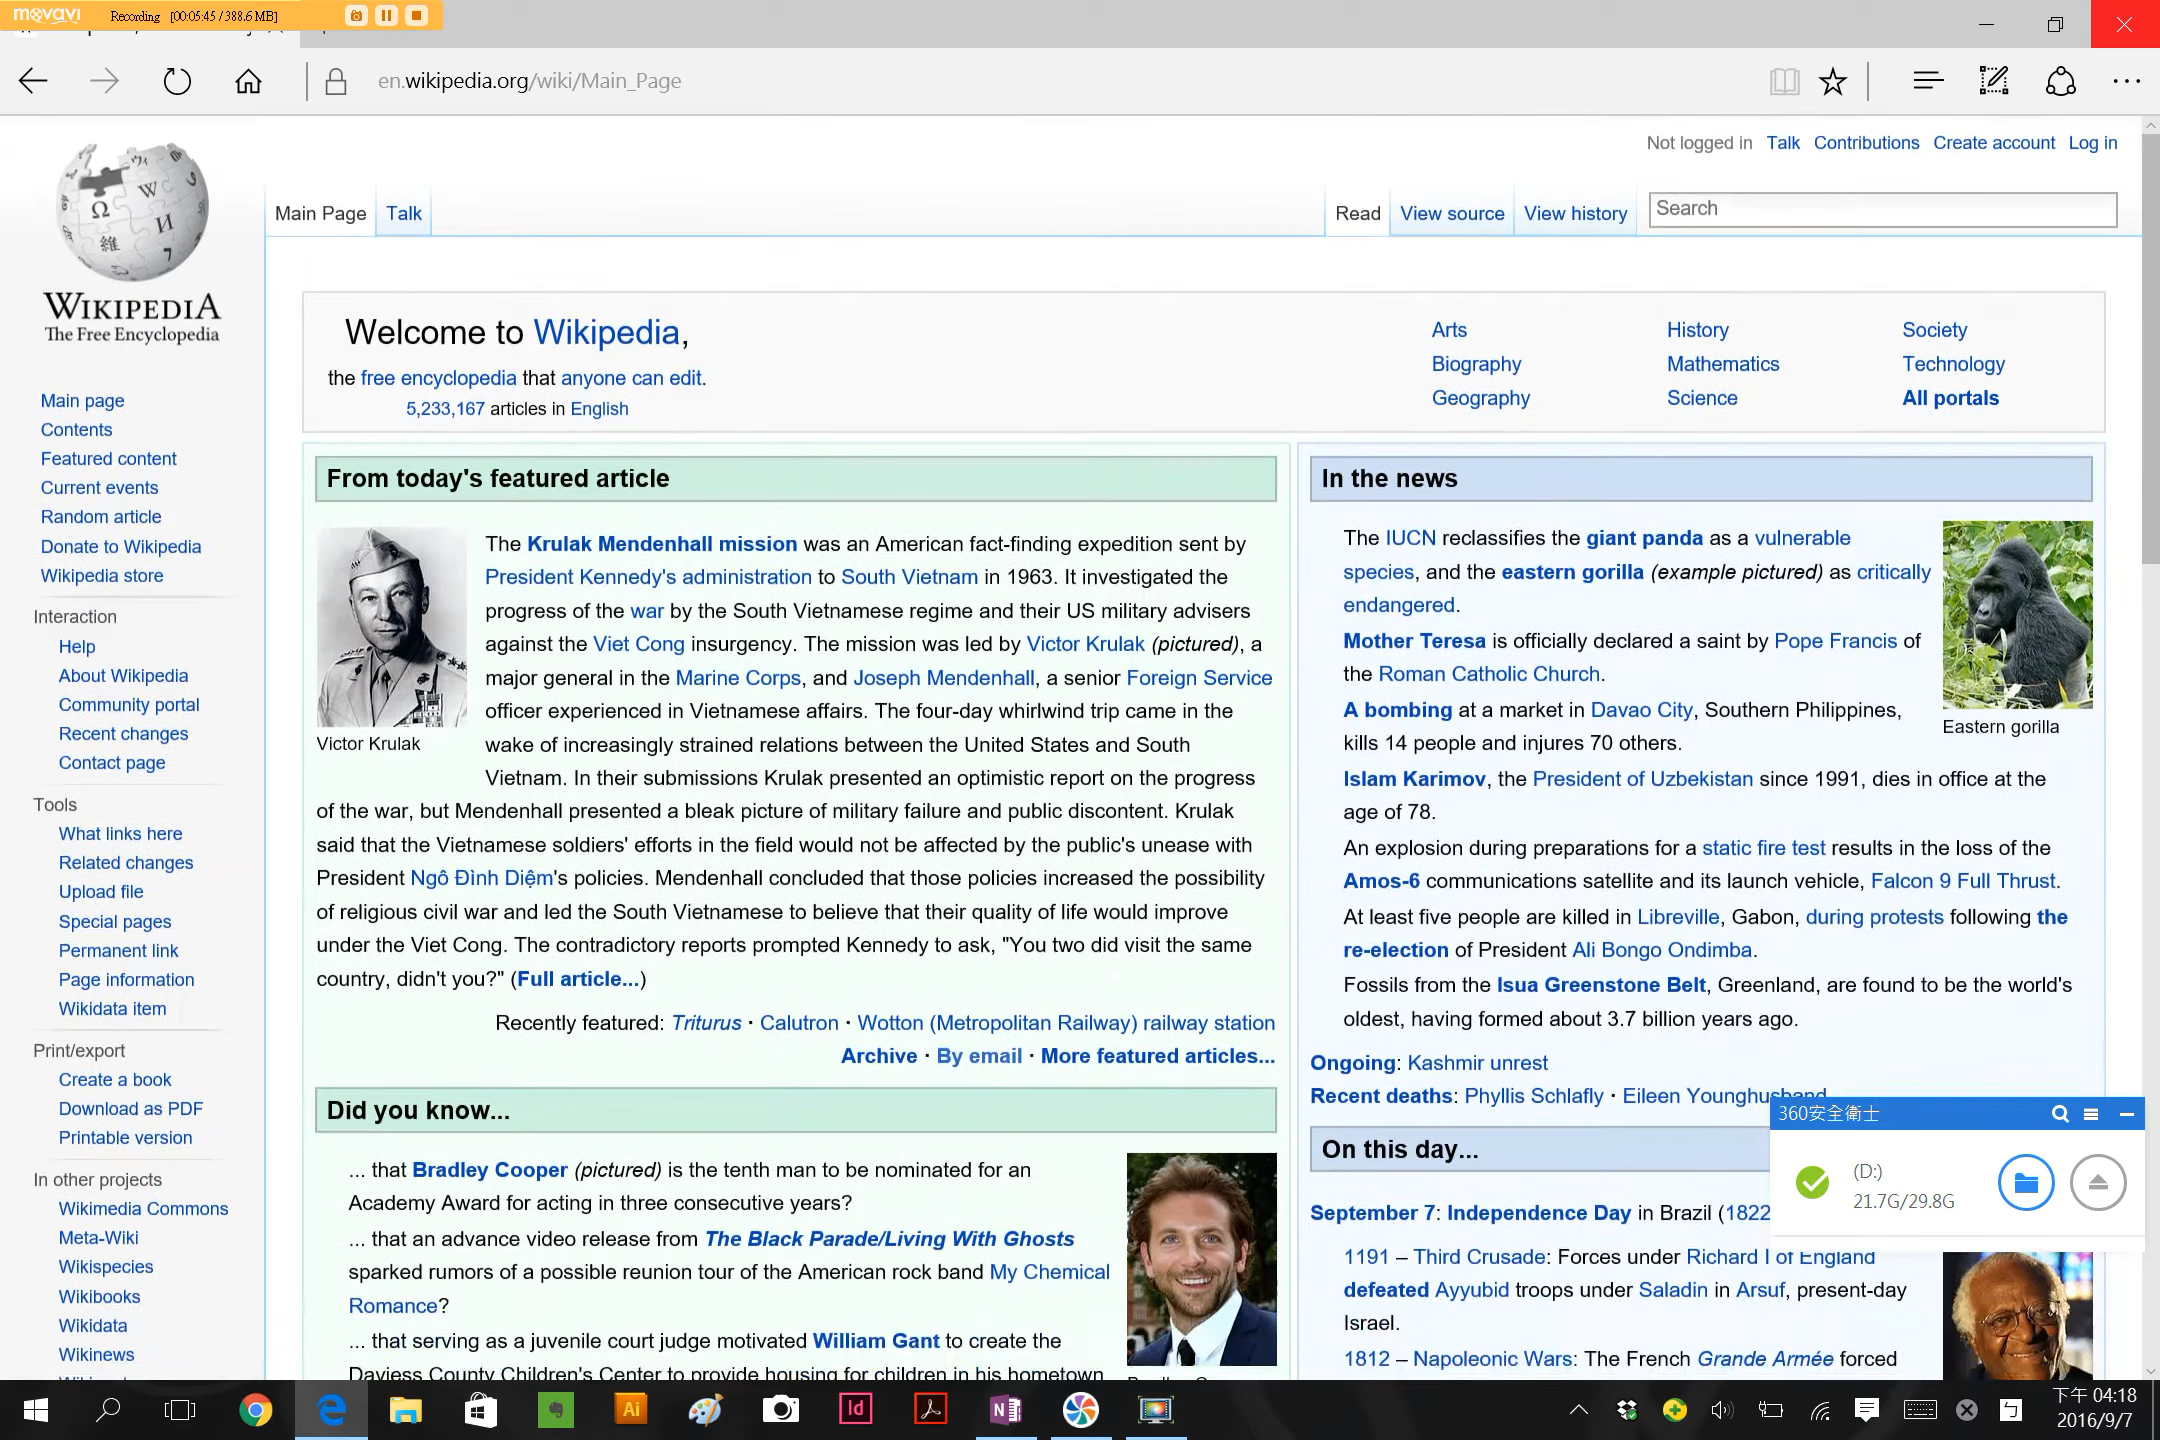 movavi Recording [00:05:45 / 388.6 MB]
en.wikipedia.org/wiki/Main_Page
Not logged in Talk Contributions Create account Log in
Main Page Talk Read View source View history Search
WIKIPEDIA
The Free Encyclopedia
Main page
Contents
Featured content
Current events
Random article
Donate to Wikipedia
Wikipedia store
Interaction
Help
About Wikipedia
Community portal
Recent changes
Contact page
Tools
What links here
Related changes
Upload file
Special pages
Permanent link
Page information
Wikidata item
Print/export
Create a book
Download as PDF
Printable version
In other projects
Wikimedia Commons
Meta-Wiki
Wikispecies
Wikibooks
Wikidata
Wikinews
Welcome to Wikipedia,
the free encyclopedia that anyone can edit.
5,233,167 articles in English
Arts
Biography
Geography
History
Mathematics
Science
Society
Technology
All portals
From today's featured article
The Krulak Mendenhall mission was an American fact-finding expedition sent by
President Kennedy's administration to South Vietnam in 1963. It investigated the
progress of the war by the South Vietnamese regime and their US military advisers
against the Viet Cong insurgency. The mission was led by Victor Krulak (pictured), a
major general in the Marine Corps, and Joseph Mendenhall, a senior Foreign Service
officer experienced in Vietnamese affairs. The four-day whirlwind trip came in the
wake of increasingly strained relations between the United States and South
Vietnam. In their submissions Krulak presented an optimistic report on the progress
of the war, but Mendenhall presented a bleak picture of military failure and public discontent. Krulak
said that the Vietnamese soldiers' efforts in the field would not be affected by the public's unease with
President Ngô Đình Diệm's policies. Mendenhall concluded that those policies increased the possibility
of religious civil war and led the South Vietnamese to believe that their quality of life would improve
under the Viet Cong. The contradictory reports prompted Kennedy to ask, "You two did visit the same
country, didn't you?" (Full article...)
Victor Krulak
Recently featured: Triturus · Calutron · Wotton (Metropolitan Railway) railway station
Archive · By email · More featured articles...
Did you know...
... that Bradley Cooper (pictured) is the tenth man to be nominated for an
Academy Award for acting in three consecutive years?
... that an advance video release from The Black Parade/Living With Ghosts
sparked rumors of a possible reunion tour of the American rock band My Chemical
Romance?
... that serving as a juvenile court judge motivated William Gant to create the
Daviess County Children's Center to provide housing for children in his hometown
In the news
The IUCN reclassifies the giant panda as a vulnerable
species, and the eastern gorilla (example pictured) as critically
endangered.
Mother Teresa is officially declared a saint by Pope Francis of
the Roman Catholic Church.
A bombing at a market in Davao City, Southern Philippines,
kills 14 people and injures 70 others.
Eastern gorilla
Islam Karimov, the President of Uzbekistan since 1991, dies in office at the
age of 78.
An explosion during preparations for a static fire test results in the loss of the
Amos-6 communications satellite and its launch vehicle, Falcon 9 Full Thrust.
At least five people are killed in Libreville, Gabon, during protests following the
re-election of President Ali Bongo Ondimba.
Fossils from the Isua Greenstone Belt, Greenland, are found to be the world's
oldest, having formed about 3.7 billion years ago.
Ongoing: Kashmir unrest
Recent deaths: Phyllis Schlafly · Eileen Younghusband
On this day...
September 7: Independence Day in Brazil (1822
1191 – Third Crusade: Forces under Richard I of England
defeated Ayyubid troops under Saladin in Arsuf, present-day
Israel.
1812 – Napoleonic Wars: The French Grande Armée forced
360安全衛士
(D:)
21.7G/29.8G
Ai
Id
N
ㄅ
下午 04:18
2016/9/7